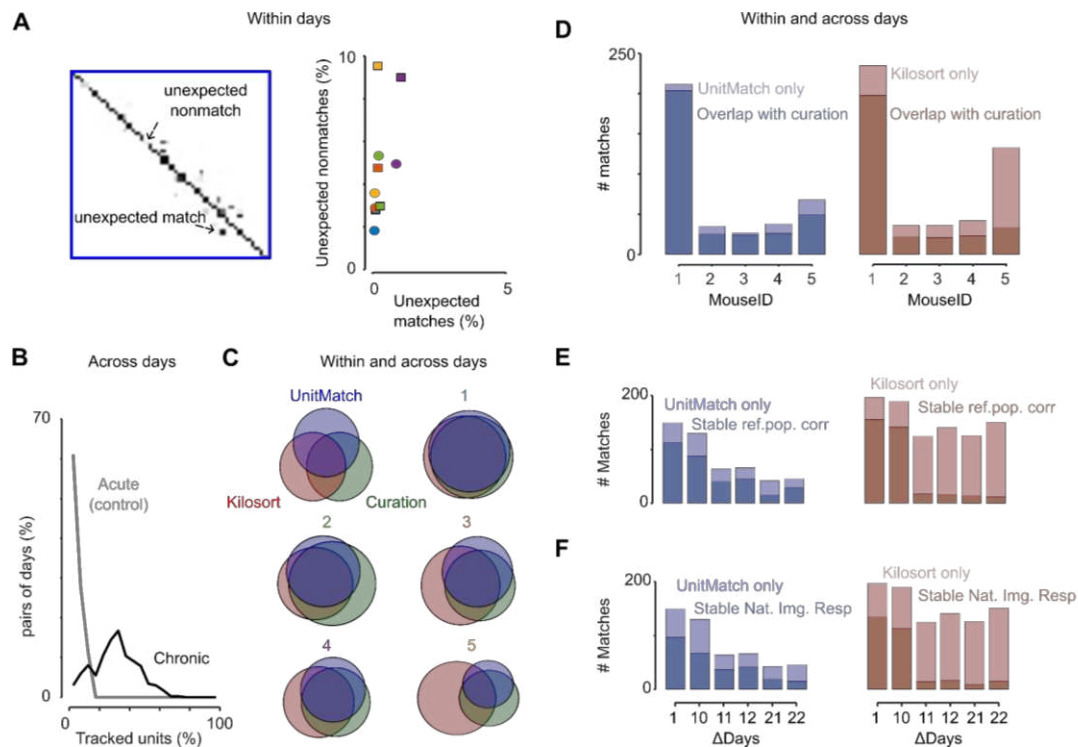 A
Within days
unexpected
nonmatch
unexpected match
10
Unexpected nonmatches (%)
0
0
5
Unexpected
matches (%)
B
Across days
70
pairs of days (%)
Acute
(control)
Chronic
0
0
100
Tracked units (%)
C
Within and across days
UnitMatch
1
Kilosort
Curation
2
3
4
5
D
Within and across days
250
# matches
0
UnitMatch only
Overlap with curation
1 2 3 4 5
MouseID
Kilosort only
Overlap with curation
1 2 3 4 5
MouseID
E
200
# Matches
0
UnitMatch only
Stable ref.pop. corr
Kilosort only
Stable ref.pop. corr
F
200
# Matches
0
UnitMatch only
Stable Nat. Img. Resp
1 10 11 12 21 22
ΔDays
Kilosort only
Stable Nat. Img. Resp
1 10 11 12 21 22
ΔDays